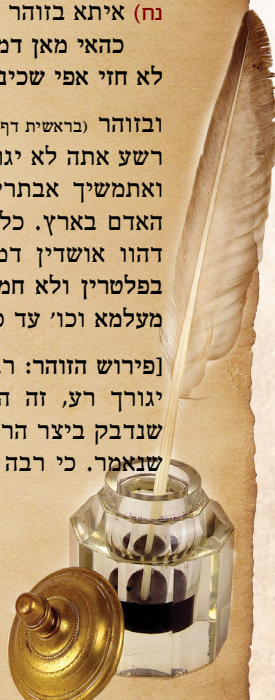 נח) איתא בזוהר
כהאי מאן דמ
לא חזי אפי שכינ
ובזוהר (בראשית דף
רשע אתה לא יגו
ואתמשיך אבתרי
האדם בארץ. כל
דהוו אושדין דמ
בפלטרין ולא חמ
מעלמא וכו׳ עד ס
[פירוש הזוהר: ר
יגורך רע, זה ה
שנדבק ביצר הר
שנאמר. כי רבה